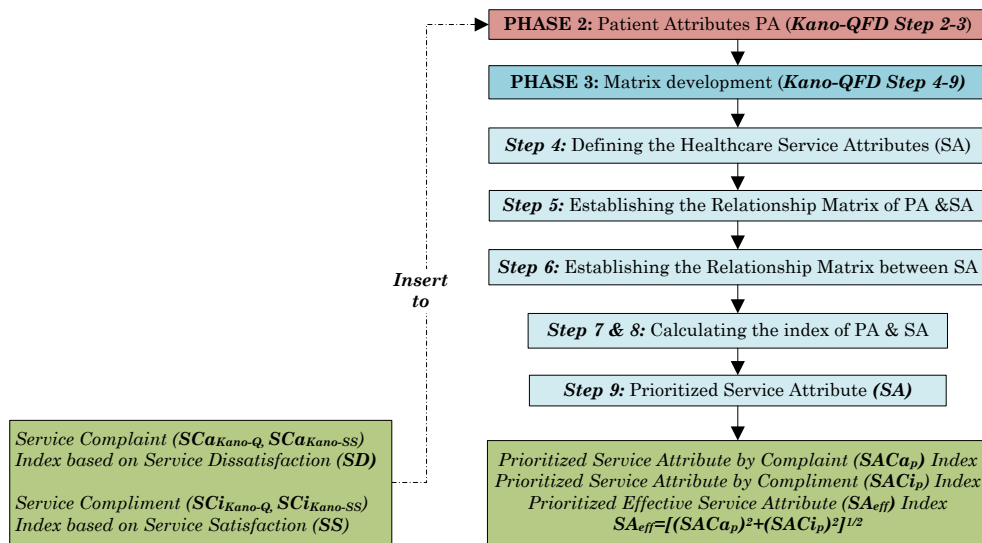 PHASE 2: Patient Attributes PA (Kano-QFD Step 2-3)
PHASE 3: Matrix development (Kano-QFD Step 4-9)
Step 4: Defining the Healthcare Service Attributes (SA)
Step 5: Establishing the Relationship Matrix of PA &SA
Step 6: Establishing the Relationship Matrix between SA
Insert
to
Step 7 & 8: Calculating the index of PA & SA
Step 9: Prioritized Service Attribute (SA)
Service Complaint (SCaKano-Q, SCaKano-SS)
Index based on Service Dissatisfaction (SD)
Service Compliment (SCiKano-Q, SCiKano-SS)
Index based on Service Satisfaction (SS)
Prioritized Service Attribute by Complaint (SACap) Index
Prioritized Service Attribute by Compliment (SACip) Index
Prioritized Effective Service Attribute (SAeff) Index
SAeff=[(SACap)²+(SACip)²]¹/²